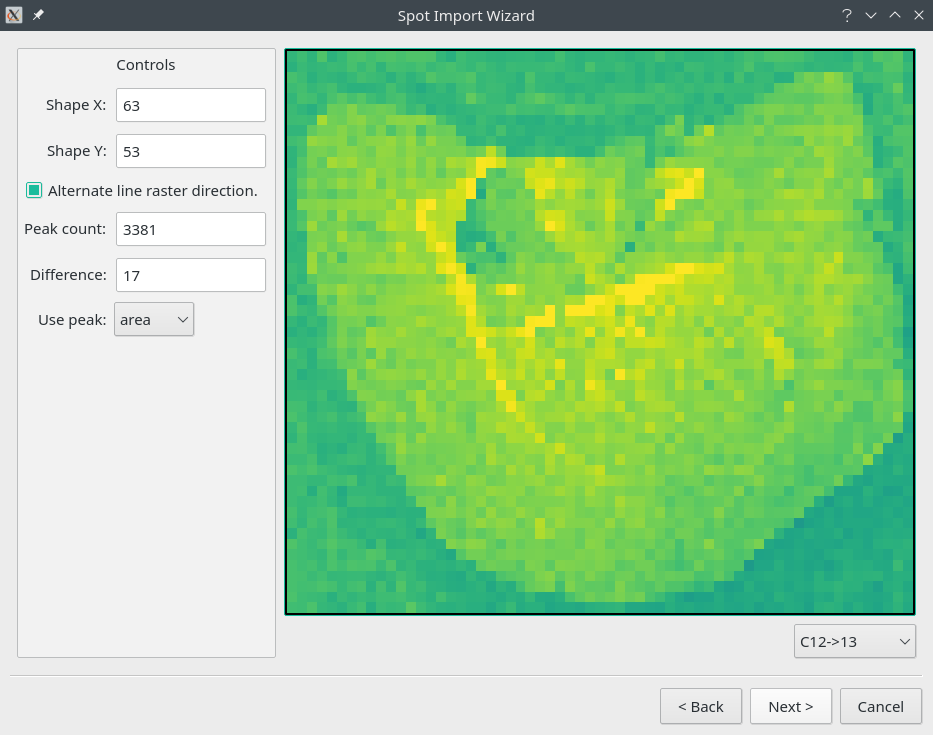 Spot Import Wizard
Controls
Shape X: 63
Shape Y: 53
Alternate line raster direction.
Peak count: 3381
Difference: 17
Use peak: area
C12->13
< Back Next > Cancel